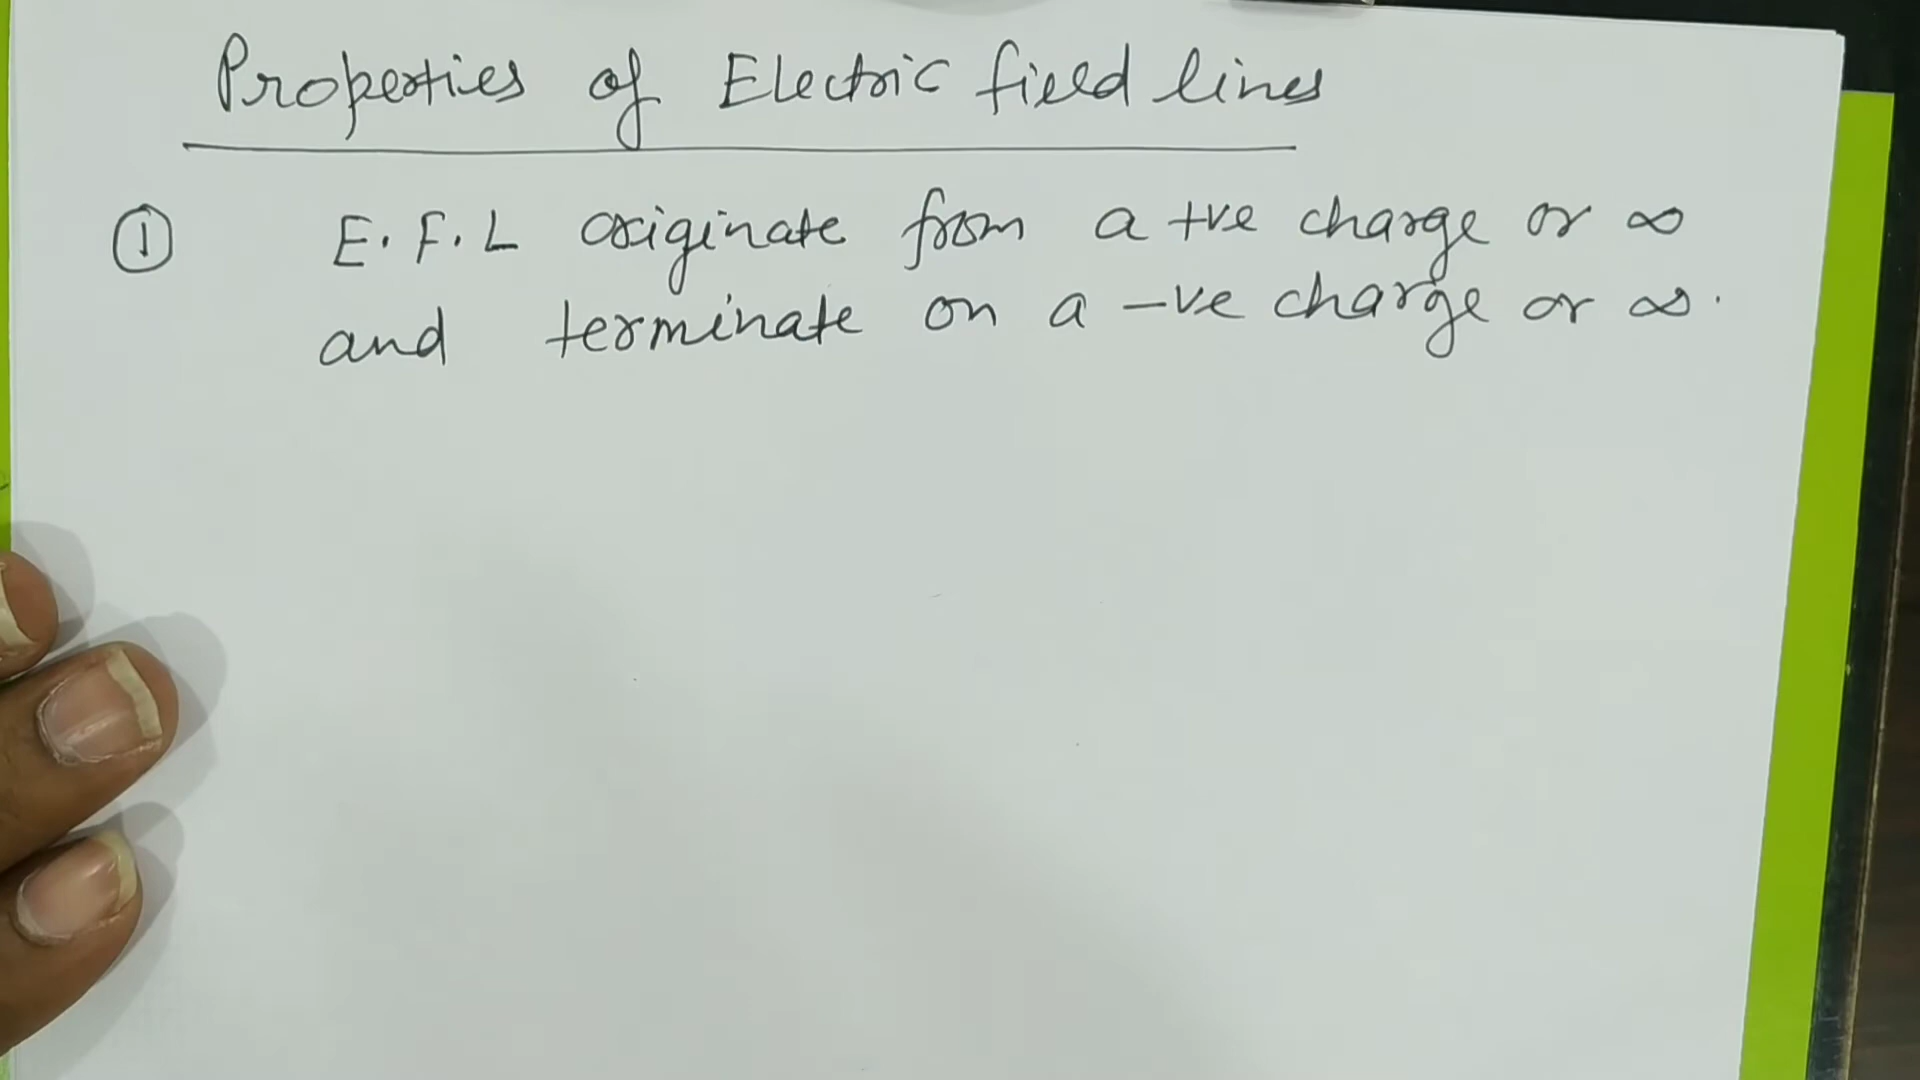 Properties of Electric field lines
① E.F.L originate from a +ve charge or ∞
and terminate on a -ve charge or ∞.